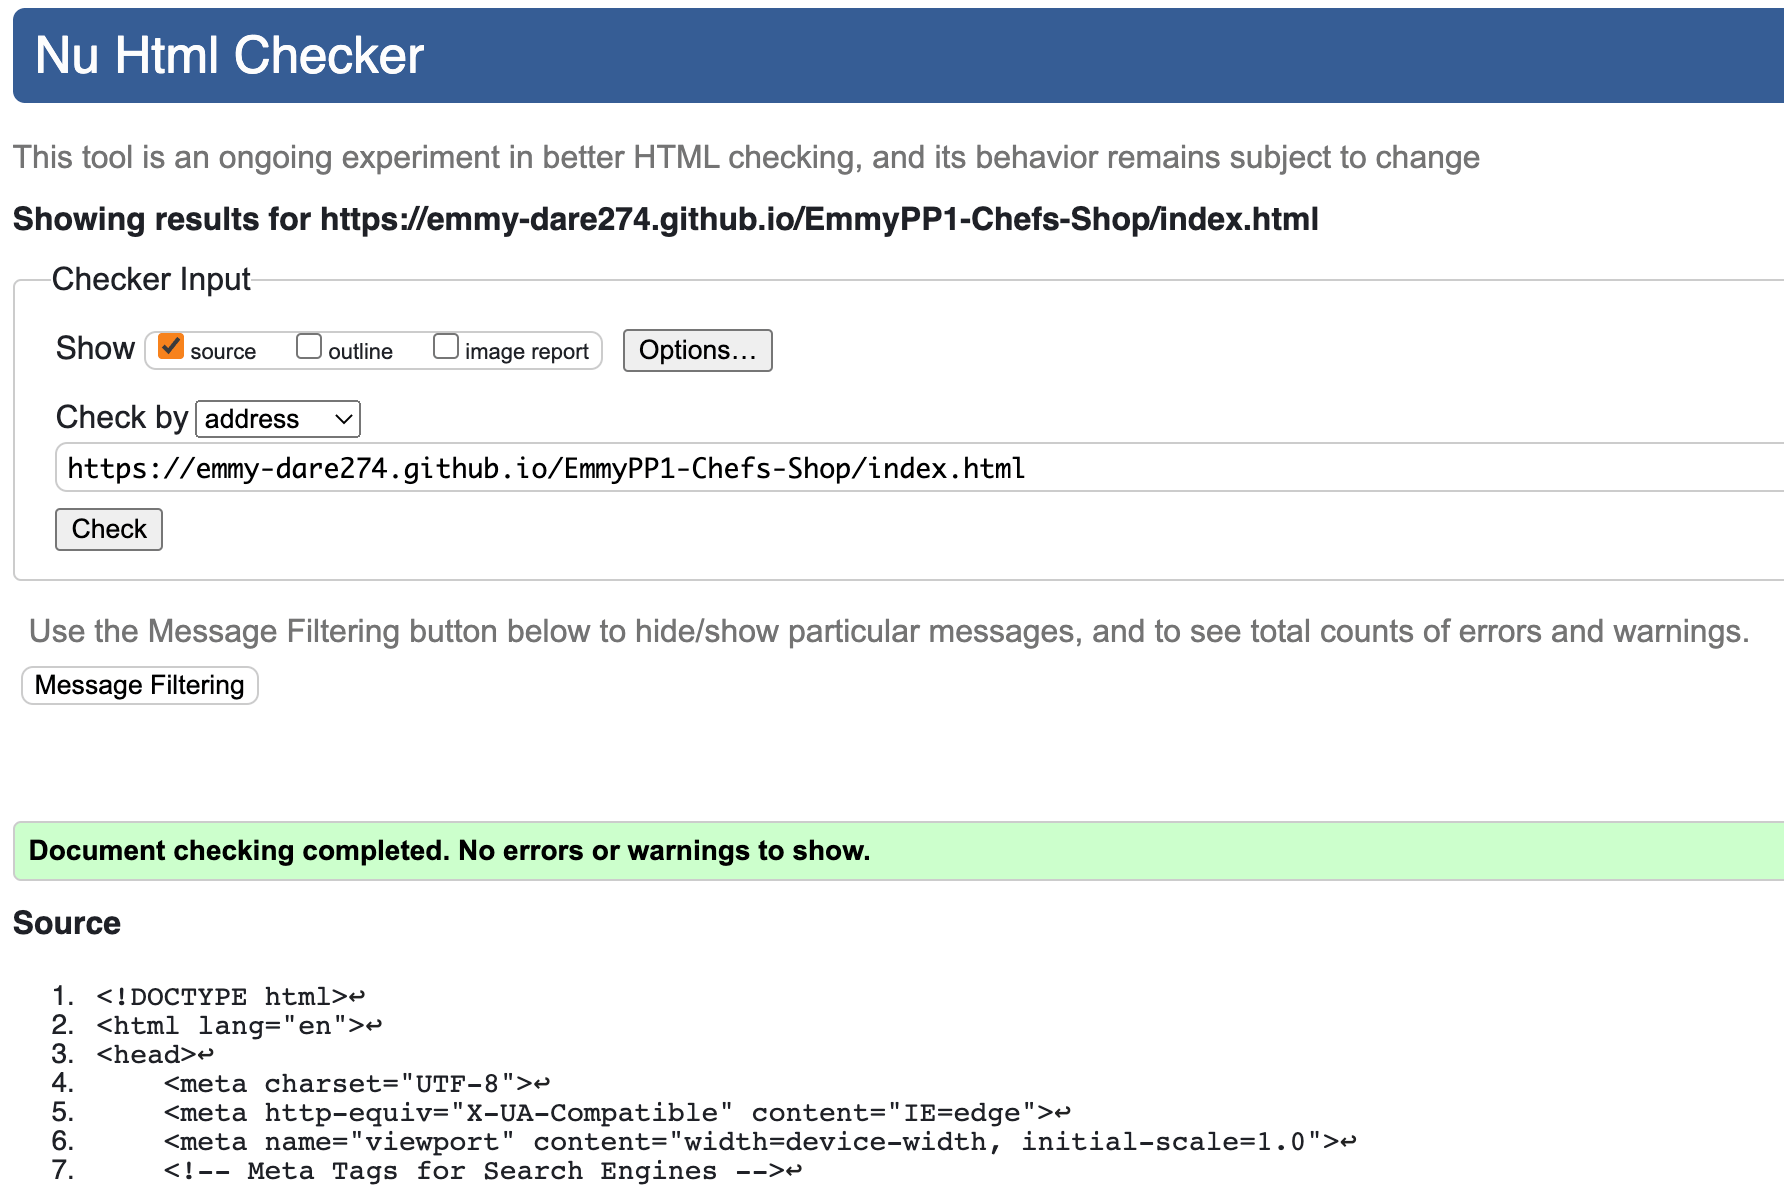 Nu Html Checker
This tool is an ongoing experiment in better HTML checking, and its behavior remains subject to change
Showing results for https://emmy-dare274.github.io/EmmyPP1-Chefs-Shop/index.html
Checker Input
Show source outline image report Options...
Check by address
https://emmy-dare274.github.io/EmmyPP1-Chefs-Shop/index.html
Check
Use the Message Filtering button below to hide/show particular messages, and to see total counts of errors and warnings.
Message Filtering
Document checking completed. No errors or warnings to show.
Source
1. <!DOCTYPE html>↩
2. <html lang="en">↩
3. <head>↩
4.     <meta charset="UTF-8">↩
5.     <meta http-equiv="X-UA-Compatible" content="IE=edge">↩
6.     <meta name="viewport" content="width=device-width, initial-scale=1.0">↩
7.     <!-- Meta Tags for Search Engines -->↩